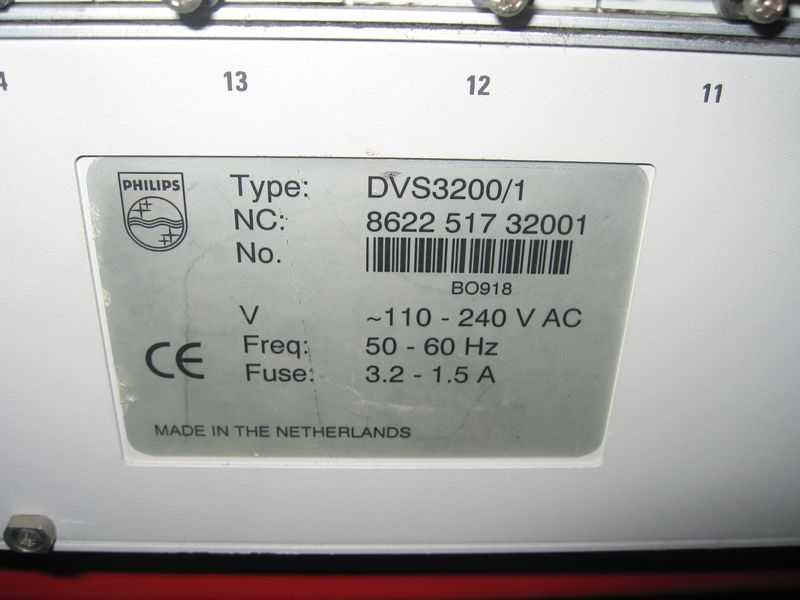 4 13 12 11
PHILIPS
Type: DVS3200/1
NC: 8622 517 32001
No.
BO918
V ~110 - 240 V AC
Freq: 50 - 60 Hz
CE
Fuse: 3.2 - 1.5 A
MADE IN THE NETHERLANDS